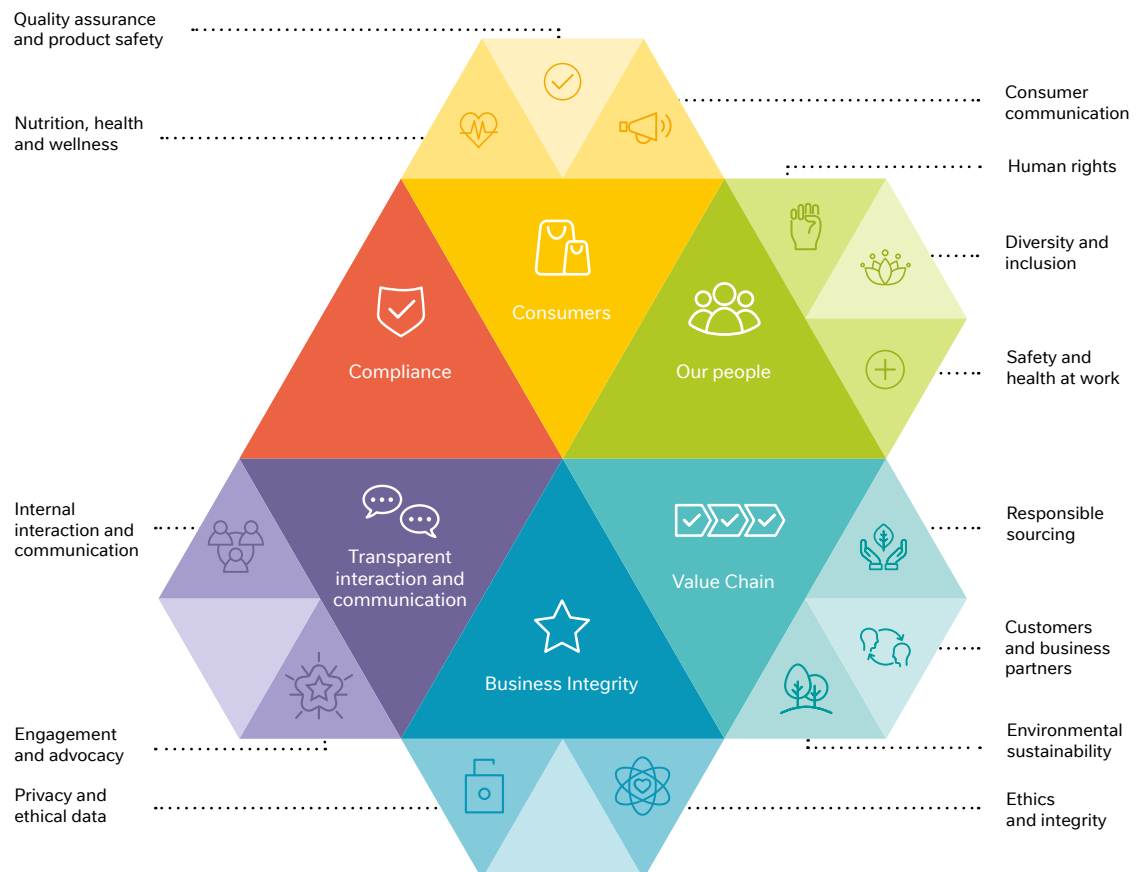 Quality assurance
and product safety
Nutrition, health
and wellness
Consumer
communication
Human rights
Diversity and
inclusion
Safety and
health at work
Consumers
Compliance
Our people
Internal
interaction and
communication
Transparent
interaction and
communication
Value Chain
Business Integrity
Responsible
sourcing
Customers
and business
partners
Environmental
sustainability
Engagement
and advocacy
Privacy and
ethical data
Ethics
and integrity